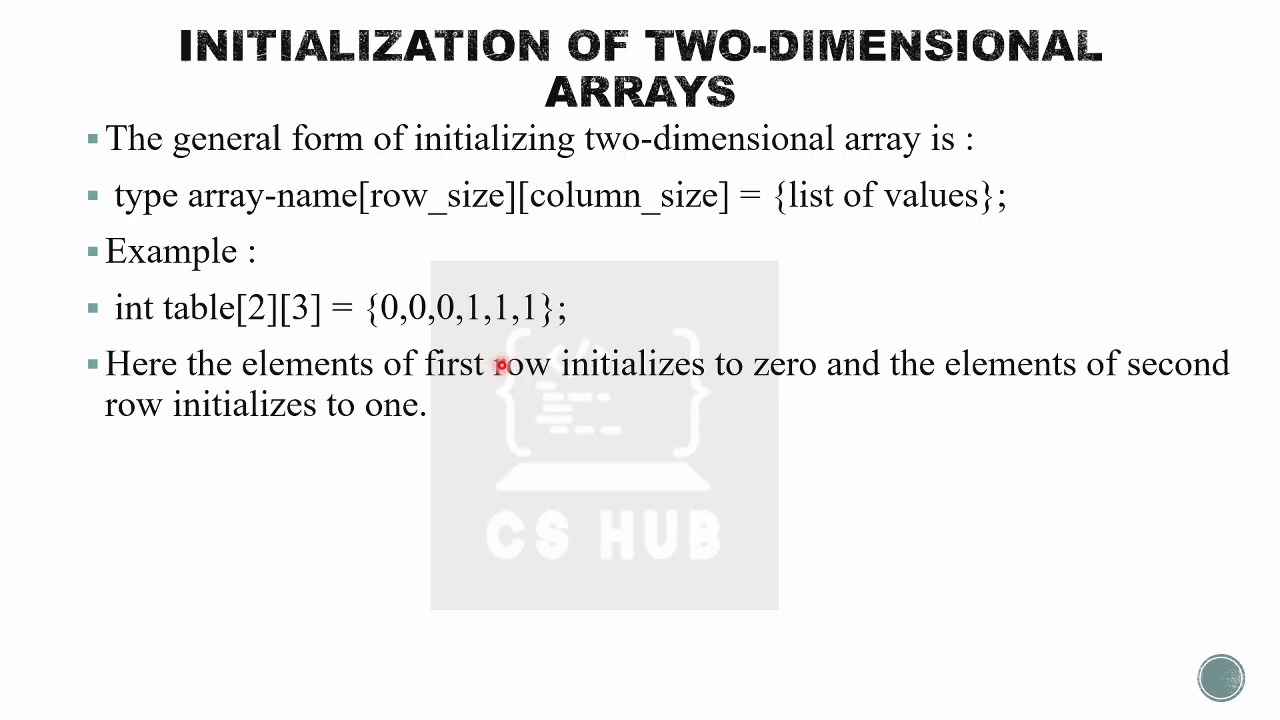 INITIALIZATION OF TWO-DIMENSIONAL
ARRAYS
▪ The general form of initializing two-dimensional array is :
▪ type array-name[row_size][column_size] = {list of values};
▪ Example :
▪ int table[2][3] = {0,0,0,1,1,1};
▪ Here the elements of first row initializes to zero and the elements of second
row initializes to one.
CS HUB